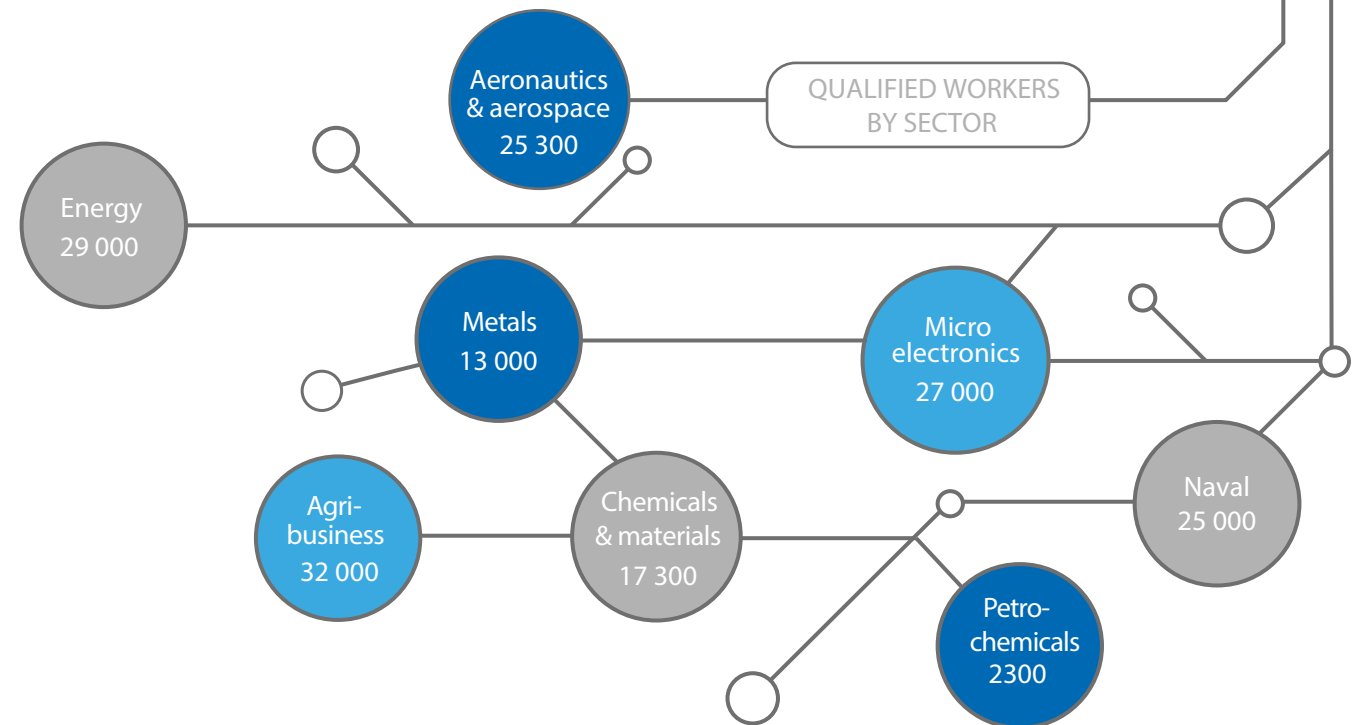 Aeronautics
& aerospace
25 300
QUALIFIED WORKERS
BY SECTOR
Energy
29 000
Metals
13 000
Micro
electronics
27 000
Agri-
business
32 000
Chemicals
& materials
17 300
Naval
25 000
Petro-
chemicals
2300